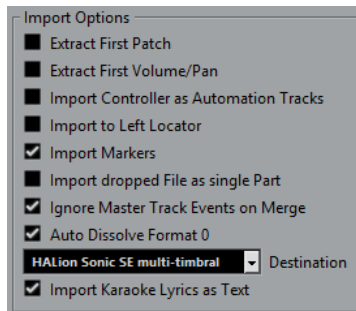 Import Options
Extract First Patch
Extract First Volume/Pan
Import Controller as Automation Tracks
Import to Left Locator
Import Markers
Import dropped File as single Part
Ignore Master Track Events on Merge
Auto Dissolve Format 0
HALion Sonic SE multi-timbral Destination
Import Karaoke Lyrics as Text